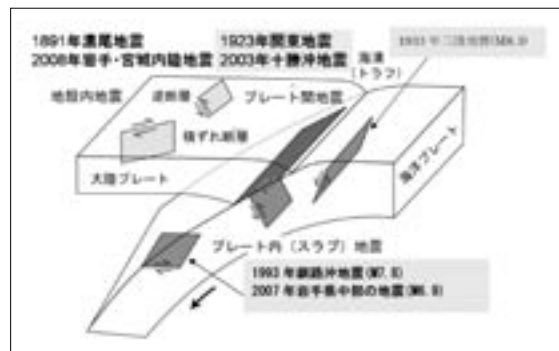 1891年濃尾地震
2008年岩手・宮城内陸地震
1923年関東地震
2003年十勝沖地震
海溝
(トラフ)
地殻内地震
逆断層
プレート間地震
横ずれ断層
大陸プレート
海洋プレート
プレート内(スラブ)地震
1993年釧路沖地震(M7.8)
2007年岩手県中部の地震